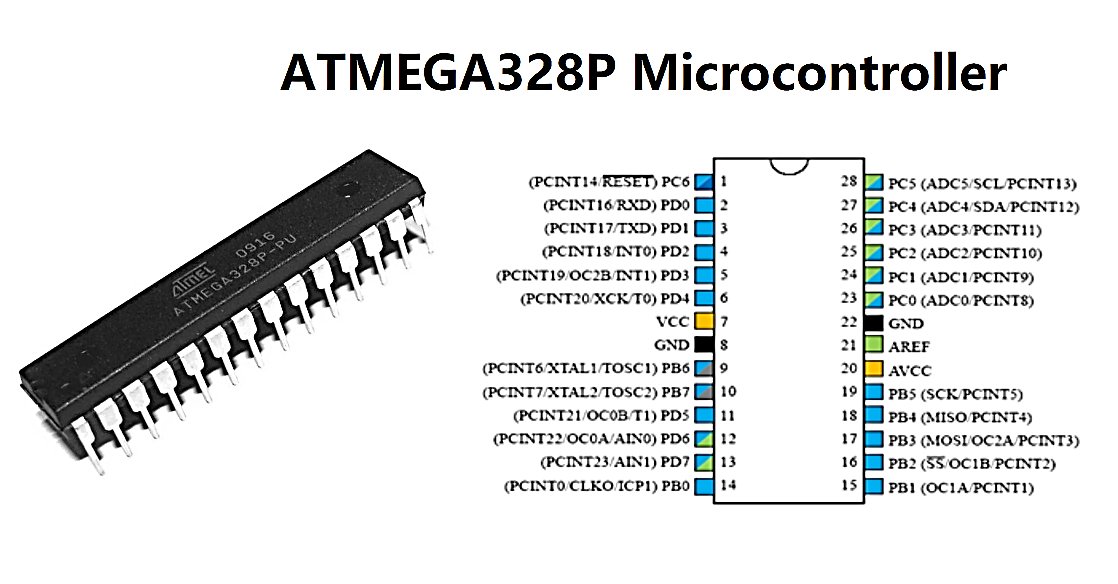 ATMEGA328P Microcontroller
ATMEL 0916
ATMEGA328P-PU
(PCINT14/RESET) PC6 1
(PCINT16/RXD) PD0 2
(PCINT17/TXD) PD1 3
(PCINT18/INT0) PD2 4
(PCINT19/OC2B/INT1) PD3 5
(PCINT20/XCK/T0) PD4 6
VCC 7
GND 8
(PCINT6/XTAL1/TOSC1) PB6 9
(PCINT7/XTAL2/TOSC2) PB7 10
(PCINT21/OC0B/T1) PD5 11
(PCINT22/OC0A/AIN0) PD6 12
(PCINT23/AIN1) PD7 13
(PCINT0/CLKO/ICP1) PB0 14
28 PC5 (ADC5/SCL/PCINT13)
27 PC4 (ADC4/SDA/PCINT12)
26 PC3 (ADC3/PCINT11)
25 PC2 (ADC2/PCINT10)
24 PC1 (ADC1/PCINT9)
23 PC0 (ADC0/PCINT8)
22 GND
21 AREF
20 AVCC
19 PB5 (SCK/PCINT5)
18 PB4 (MISO/PCINT4)
17 PB3 (MOSI/OC2A/PCINT3)
16 PB2 (SS/OC1B/PCINT2)
15 PB1 (OC1A/PCINT1)